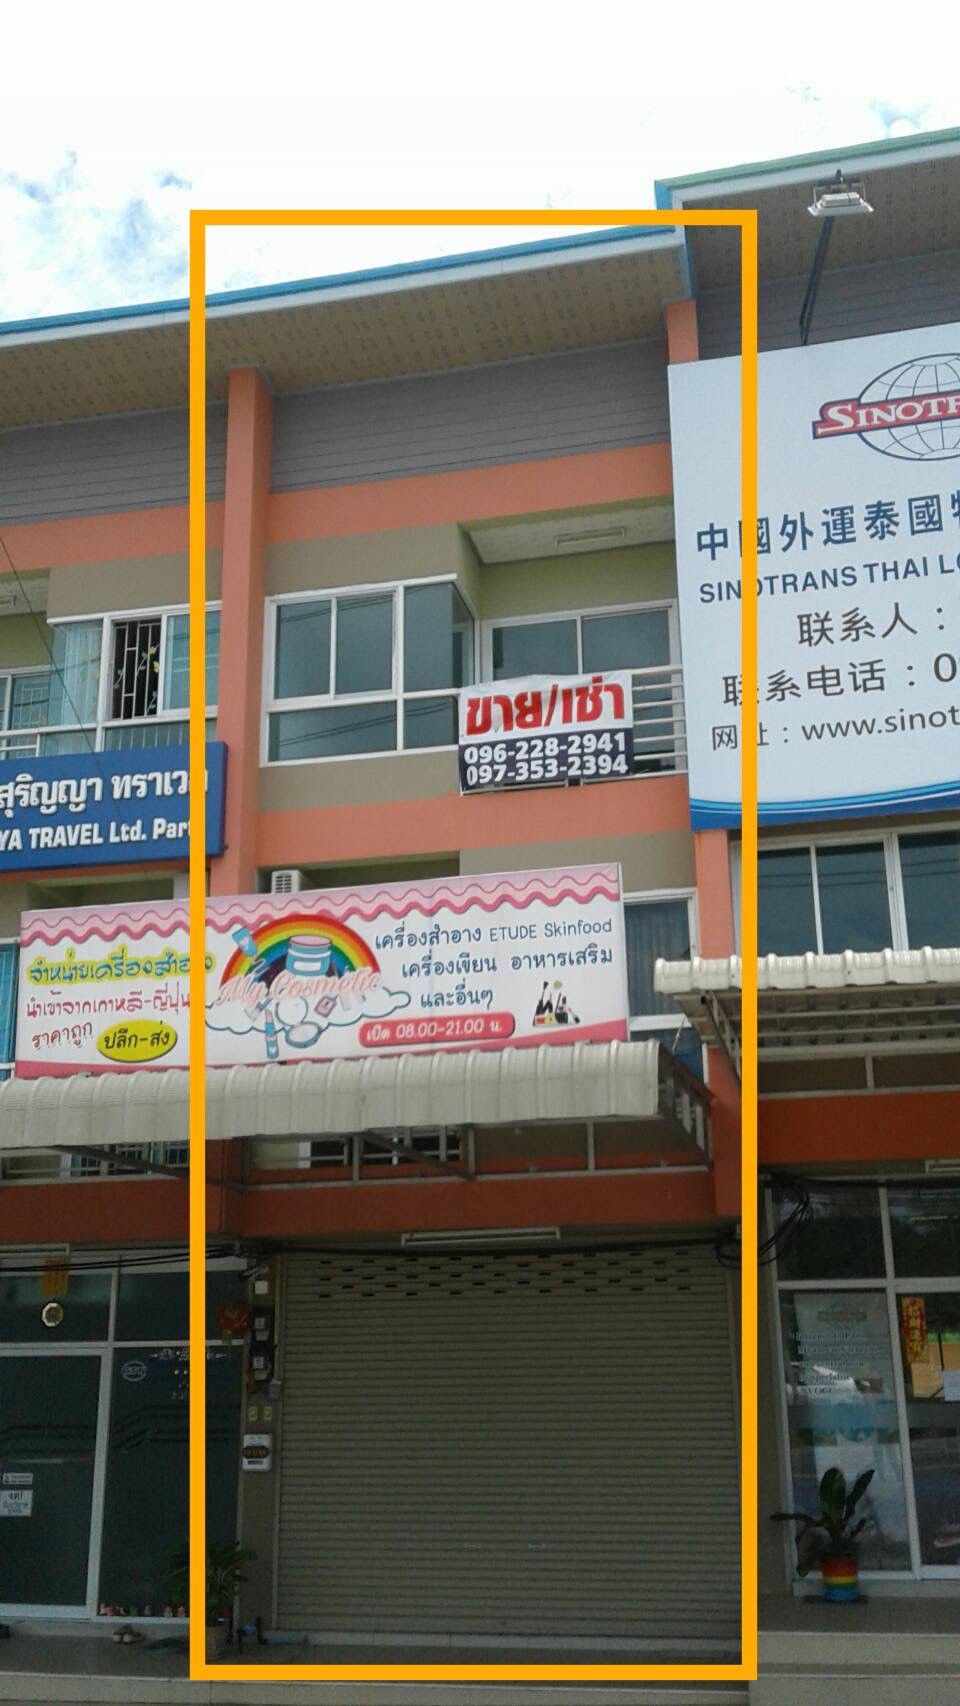 SINOTR
中國外運泰國
SINOTRANS THAI LO
联系人：
联系电话：0
网址：www.sinot
ขาย/เช่า
096-228-2941
097-353-2394
สุริญญา ทราเวล
YA TRAVEL Ltd. Part
จำหน่ายเครื่องสำอาง
นำเข้าจากเกาหลี-ญี่ปุ่น
ราคาถูก
ปลีก-ส่ง
My Cosmetic
เครื่องสำอาง ETUDE Skinfood
เครื่องเขียน อาหารเสริม
และอื่นๆ
เปิด 08.00-21.00 น.